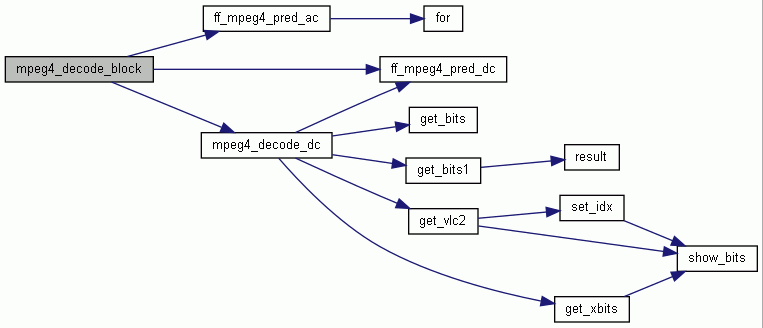 ff_mpeg4_pred_ac
for
mpeg4_decode_block
ff_mpeg4_pred_dc
get_bits
mpeg4_decode_dc
get_bits1
result
set_idx
get_vlc2
show_bits
get_xbits